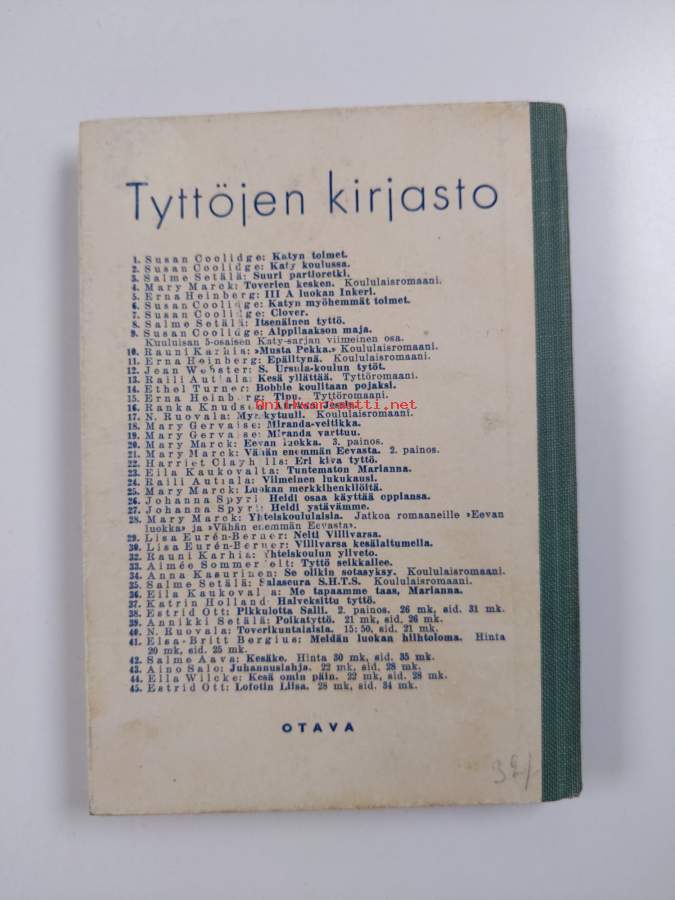 Tyttöjen kirjasto
1. Susan Coolidge: Katyn toimet.
2. Susan Coolidge: Katy koulussa.
3. Salme Setälä: Suuri partioretki.
4. Mary Marck: Toverien kesken. Koululaisromaani.
5. Erna Heinberg: III A luokan Inkeri.
6. Susan Coolidge: Katyn myöhemmät toimet.
7. Susan Coolidge: Clover.
8. Salme Setälä: Itsenäinen tyttö.
9. Susan Coolidge: Alppilaakson maja.
Kuuluisan 5-osaisen Katy-sarjan viimeinen osa.
10. Rauni Karhia: »Musta Pekka.» Koululaisromaani.
11. Erna Heinberg: Epäiltynä. Koululaisromaani.
12. Jean Webster: S. Ursula-koulun tytöt.
13. Raili Autiala: Kesä yllättää. Tyttöromaani.
14. Ethel Turner: Bobbie koulitaan pojaksi.
15. Erna Heinberg: Tipu. Tyttöromaani.
16. Ranka Knudsen:
Antiikkariaitti.net
17. N. Ruovala: Myrskytuuli. Koululaisromaani.
18. Mary Gervaise: Miranda-veitikka.
19. Mary Gervaise: Miranda varttuu.
20. Mary Marck: Eevan luokka. 3. painos.
21. Mary Marck: Vähän enemmän Eevasta. 2. painos.
22. Harriet Clayhills: Eri kiva tyttö.
23. Eila Kaukovalta: Tuntematon Marianna.
24. Raili Autiala: Viimeinen lukukausi.
25. Mary Marck: Luokan merkkihenkilöitä.
26. Johanna Spyri: Heidi osaa käyttää oppiansa.
27. Johanna Spyri: Heidi ystävämme.
28. Mary Marck: Yhteiskoululaisia. Jatkoa romaaneille »Eevan
luokka» ja »Vähän enemmän Eevasta».
29. Lisa Eurén-Berner: Neiti Villivarsa.
30. Lisa Eurén-Berner: Villivarsa kesälaitumella.
32. Rauni Karhia: Yhteiskoulun yliveto.
33. Aimée Sommerfelt: Tyttö seikkailee.
34. Anna Kasurinen: Se olikin sotasyksy. Koululaisromaani.
35. Salme Setälä: Salaseura S.H.T.S. Koululaisromaani.
36. Eila Kaukovalta: Me tapaamme taas, Marianna.
37. Katrin Holland: Halveksittu tyttö.
38. Estrid Ott: Pikkulotta Salli. 2. painos. 26 mk, sid. 31 mk.
39. Annikki Setälä: Poikatyttö. 21 mk, sid. 26 mk.
40. N. Ruovala: Toverikuntalaisia. 15:50, sid. 21 mk.
41. Elsa-Britt Bergius: Meidän luokan hiihtoloma. Hinta
20 mk, sid. 25 mk.
42. Salme Aava: Kesäke. Hinta 30 mk, sid. 35 mk.
43. Aino Salo: Juhannuslahja. 22 mk, sid. 28 mk.
44. Ella Wilcke: Kesä omin päin. 22 mk, sid. 28 mk.
45. Estrid Ott: Lofotin Liisa. 28 mk, sid. 34 mk.
OTAVA